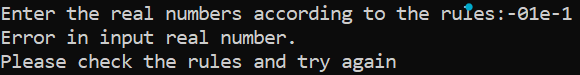 Enter the real numbers according to the rules:-01e-1
Error in input real number.
Please check the rules and try again